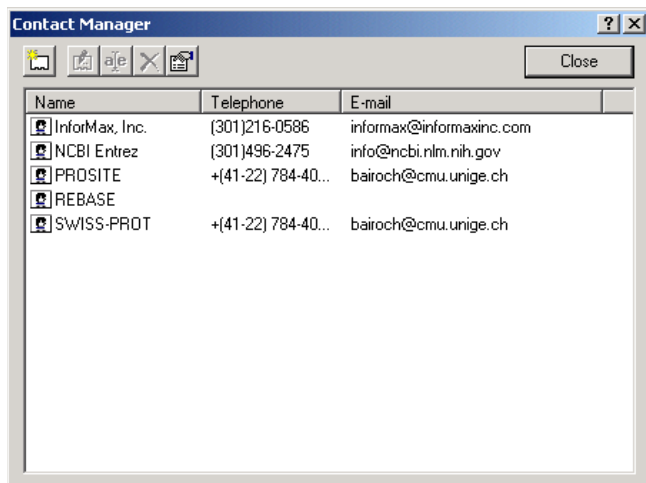 Contact Manager
Close
Name Telephone E-mail
InforMax, Inc. (301)216-0586 informax@informaxinc.com
NCBI Entrez (301)496-2475 info@ncbi.nlm.nih.gov
PROSITE +(41-22) 784-40... bairoch@cmu.unige.ch
REBASE
SWISS-PROT +(41-22) 784-40... bairoch@cmu.unige.ch